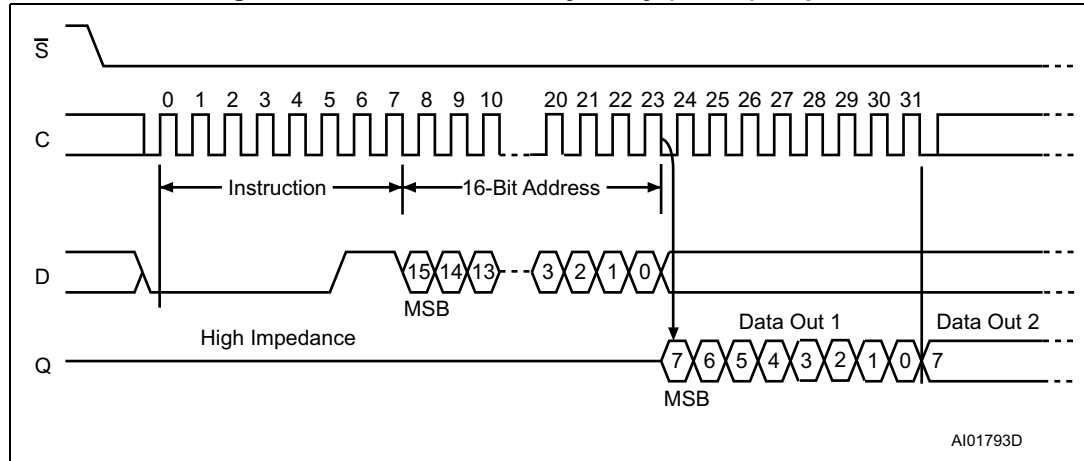 S
0 1 2 3 4 5 6 7 8 9 10 20 21 22 23 24 25 26 27 28 29 30 31
C
Instruction 16-Bit Address
D 15 14 13 3 2 1 0
MSB
High Impedance Data Out 1 Data Out 2
Q 7 6 5 4 3 2 1 0 7
MSB
AI01793D